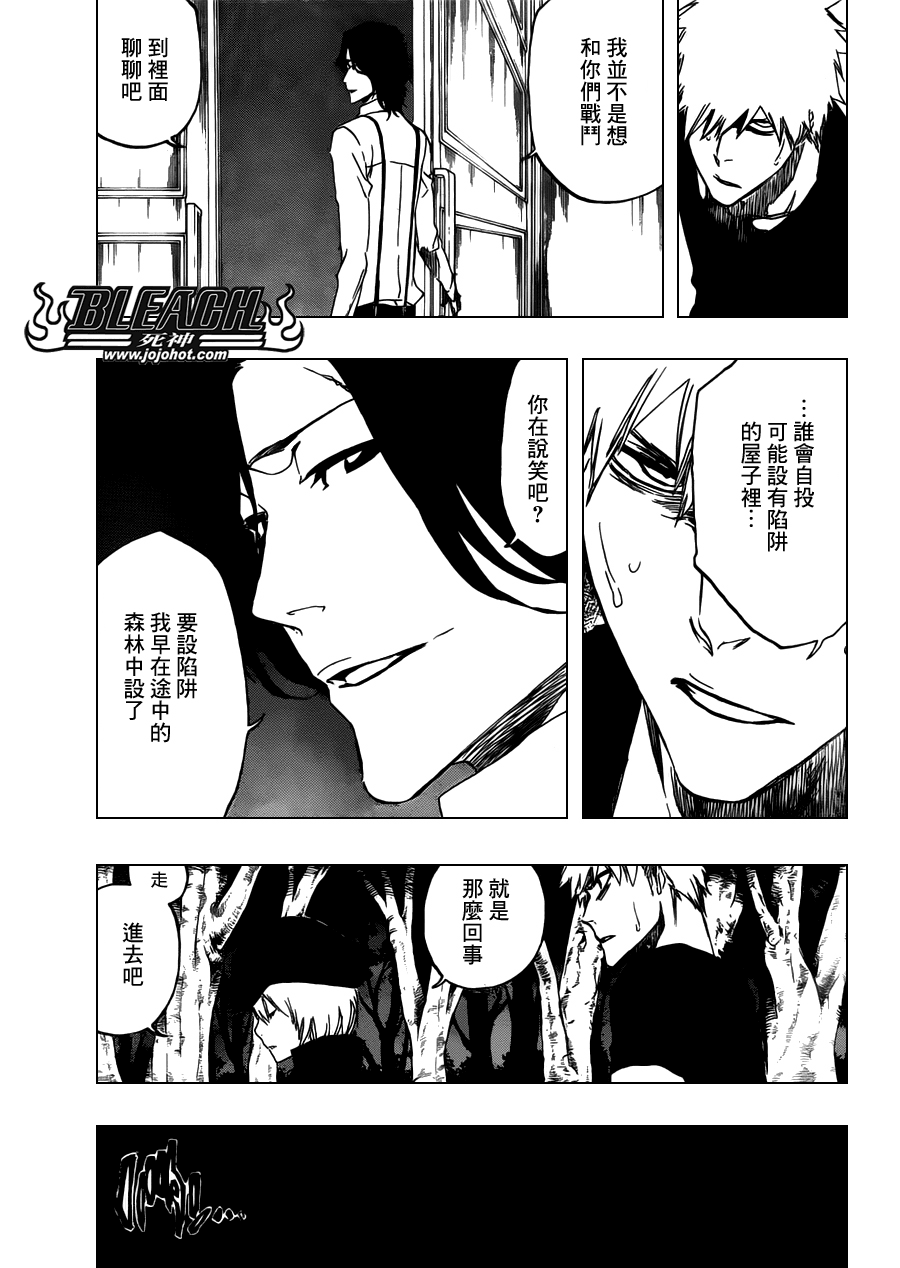 我並不是想
和你們戰鬥
到裡面
聊聊吧
BLEACH
死神
www.jojohot.com
…誰會自投
可能設有陷阱
的屋子裡…
你在說笑吧?
要設陷阱
我早在途中的
森林中設了
就是
那麼回事
走
進去吧